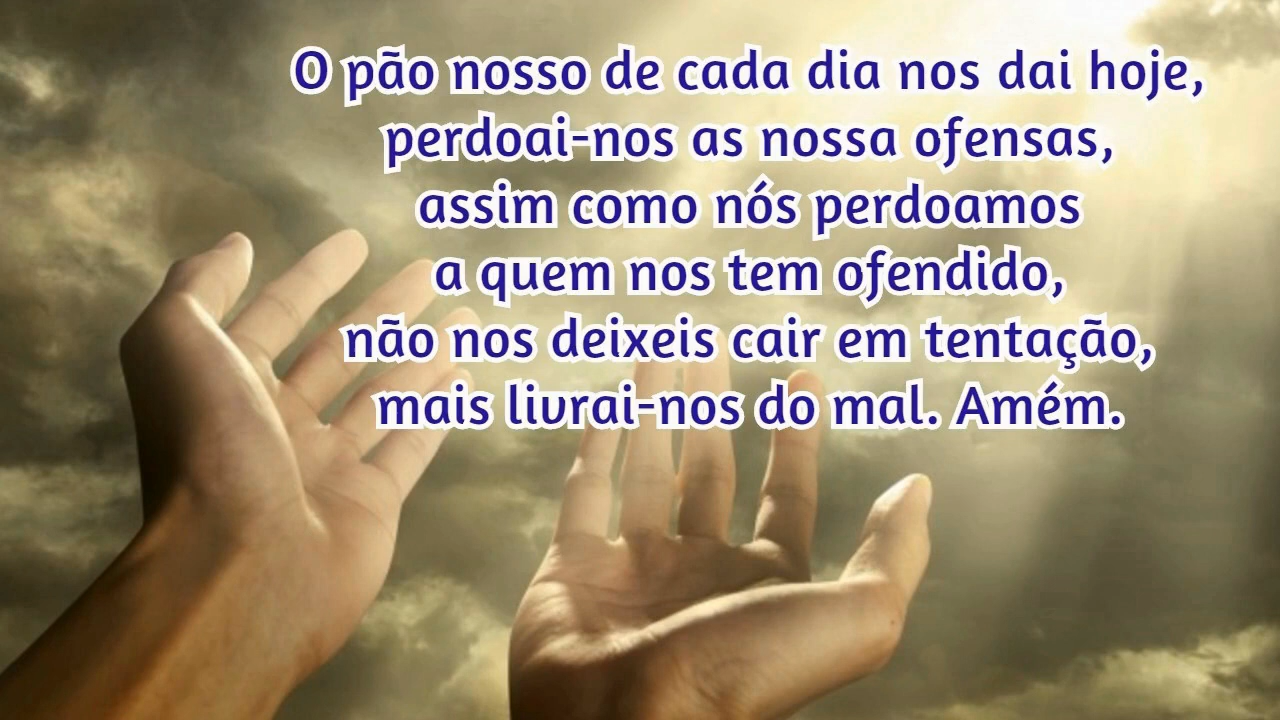 O pão nosso de cada dia nos dai hoje,
perdoai-nos as nossa ofensas,
assim como nós perdoamos
a quem nos tem ofendido,
não nos deixeis cair em tentação,
mais livrai-nos do mal. Amém.